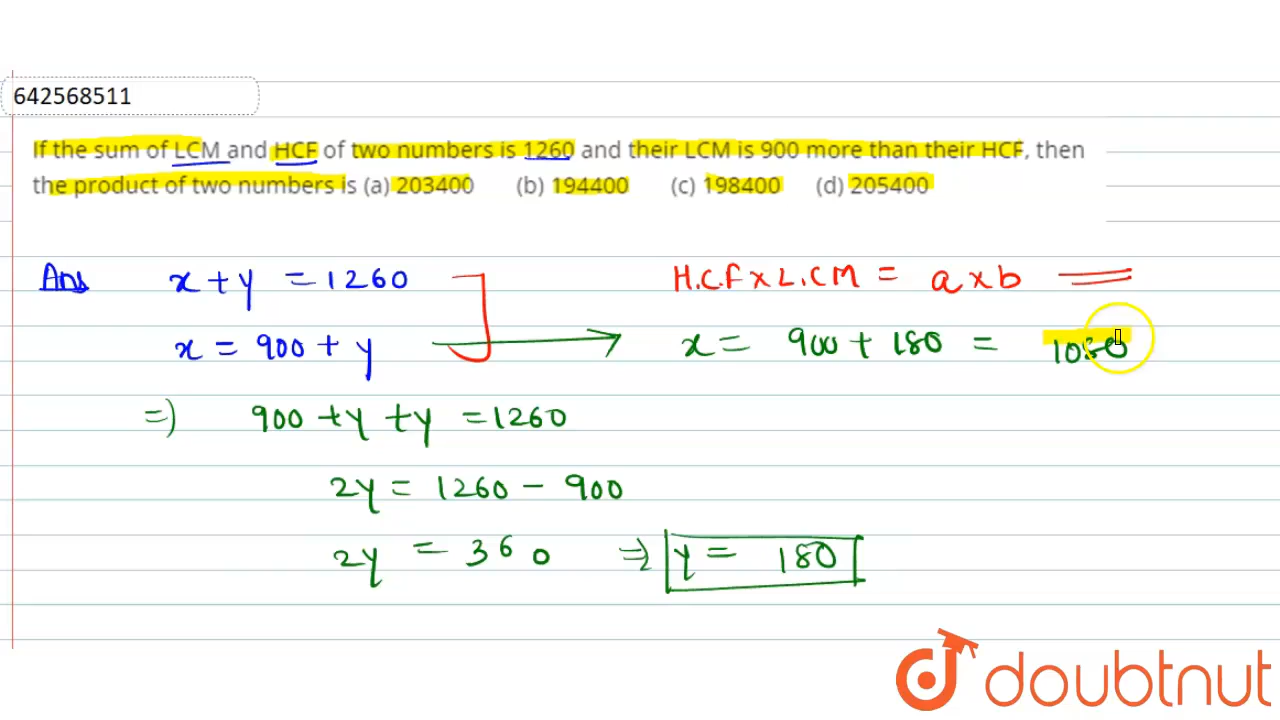 642568511
If the sum of LCM and HCF of two numbers is 1260 and their LCM is 900 more than their HCF, then
the product of two numbers is (a) 203400 (b) 194400 (c) 198400 (d) 205400
Ans x + y = 1260 H.C.F x L.CM = a x b
x = 900 + y x = 900 + 180 = 1080
=) 900 + y + y = 1260
2y = 1260 - 900
2y = 360 => y = 180
doubtnut